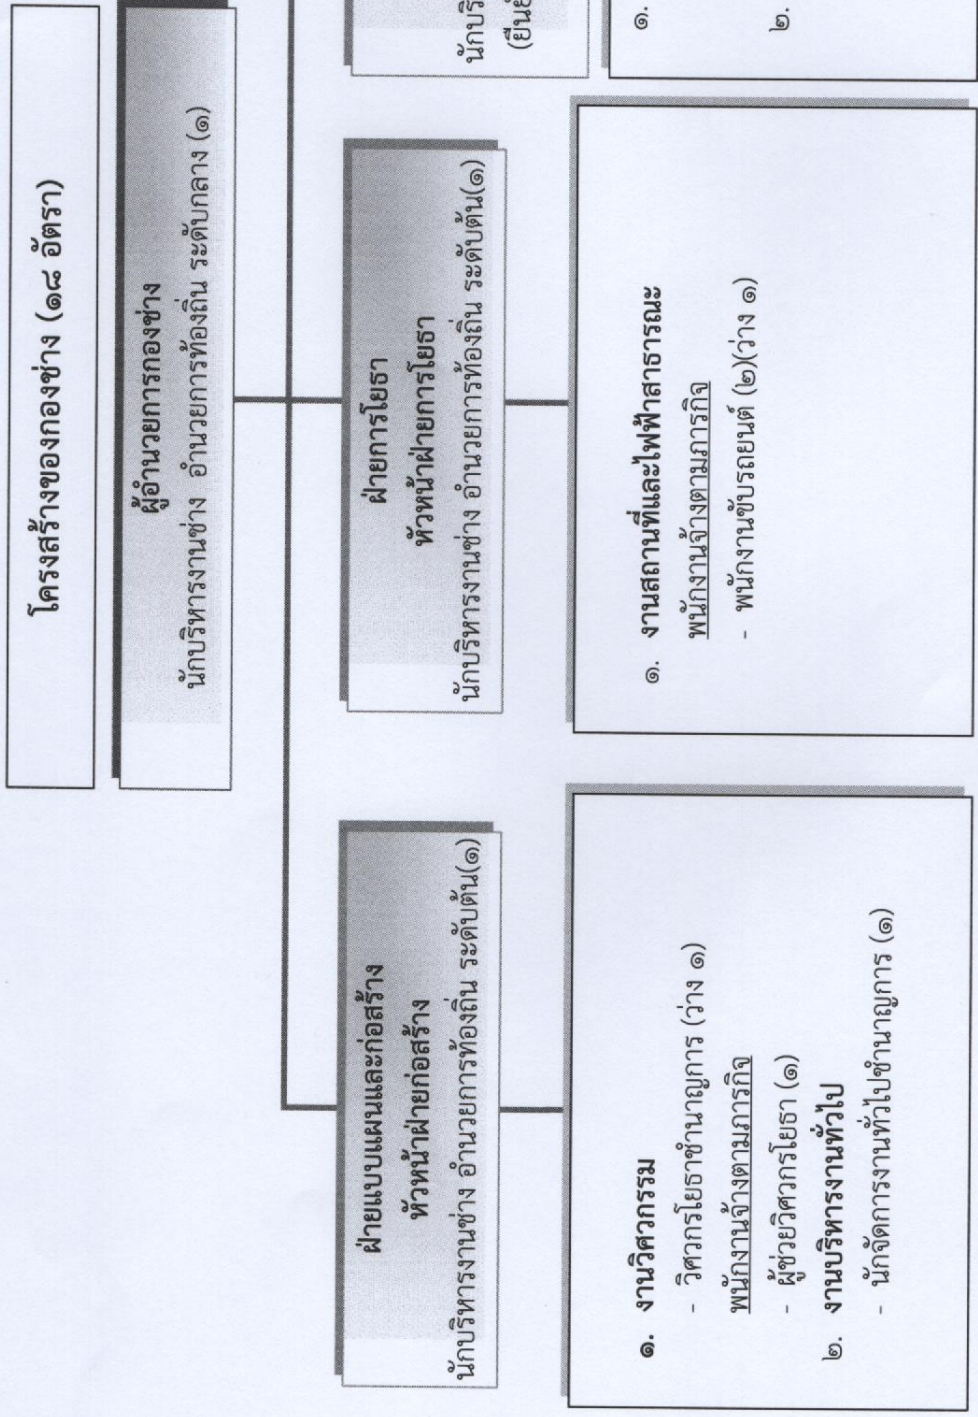 โครงสร้างของกองช่าง (๑๘ อัตรา)
ผู้อำนวยการกองช่าง
นักบริหารงานช่าง อำนวยการท้องถิ่น ระดับกลาง (๑)
ฝ่ายแบบแผนและก่อสร้าง
หัวหน้าฝ่ายก่อสร้าง
นักบริหารงานช่าง อำนวยการท้องถิ่น ระดับต้น(๑)
๑. งานวิศวกรรม
- วิศวกรโยธาชำนาญการ (ว่าง ๑)
พนักงานจ้างตามภารกิจ
- ผู้ช่วยวิศวกรโยธา (๑)
๒. งานบริหารงานทั่วไป
- นักจัดการงานทั่วไปชำนาญการ (๑)
ฝ่ายการโยธา
หัวหน้าฝ่ายการโยธา
นักบริหารงานช่าง อำนวยการท้องถิ่น ระดับต้น(๑)
๑. งานสถานที่และไฟฟ้าสาธารณะ
พนักงานจ้างตามภารกิจ
- พนักงานขับรถยนต์ (๒)(ว่าง ๑)
นักบริ
(ยืน
๑.
๒.